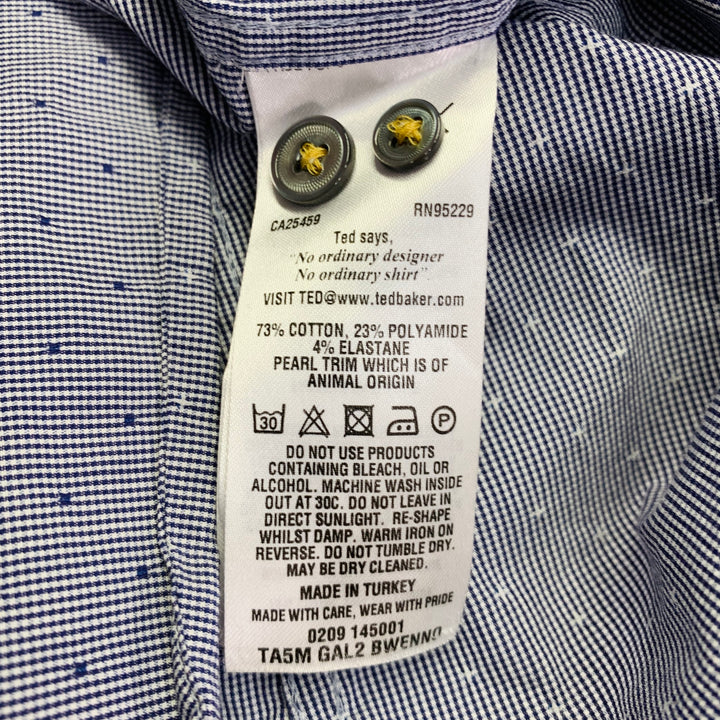 CA25459 RN95229
Ted says,
"No ordinary designer
No ordinary shirt"
VISIT TED@www.tedbaker.com
73% COTTON, 23% POLYAMIDE
4% ELASTANE
PEARL TRIM WHICH IS OF
ANIMAL ORIGIN
30 P
DO NOT USE PRODUCTS
CONTAINING BLEACH, OIL OR
ALCOHOL. MACHINE WASH INSIDE
OUT AT 30C. DO NOT LEAVE IN
DIRECT SUNLIGHT. RE-SHAPE
WHILST DAMP. WARM IRON ON
REVERSE. DO NOT TUMBLE DRY.
MAY BE DRY CLEANED.
MADE IN TURKEY
MADE WITH CARE, WEAR WITH PRIDE
0209 145001
TA5M GAL2 BWENNO